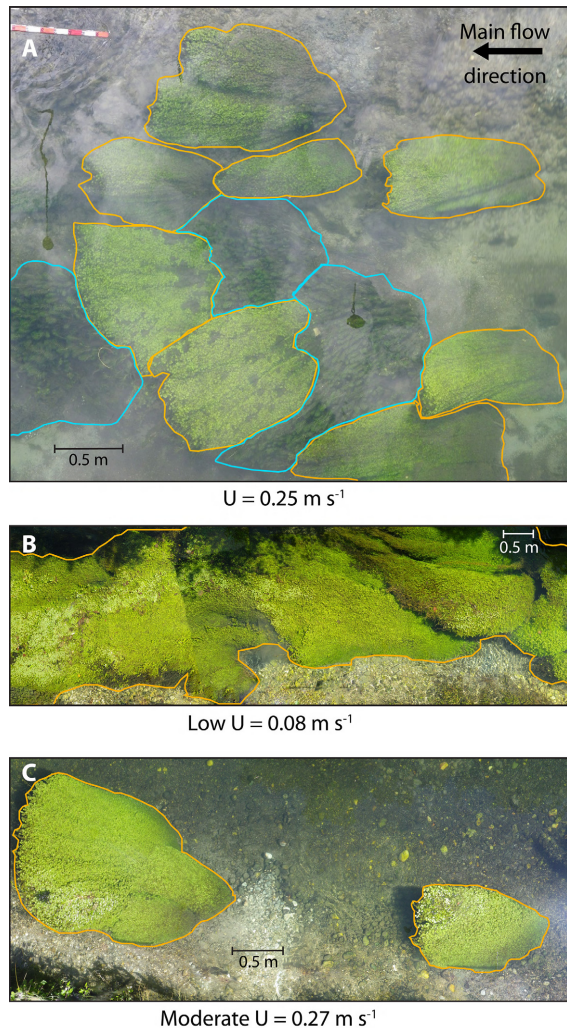 A
Main flow
direction
0.5 m
U = 0.25 m s⁻¹
B
0.5 m
Low U = 0.08 m s⁻¹
C
0.5 m
Moderate U = 0.27 m s⁻¹